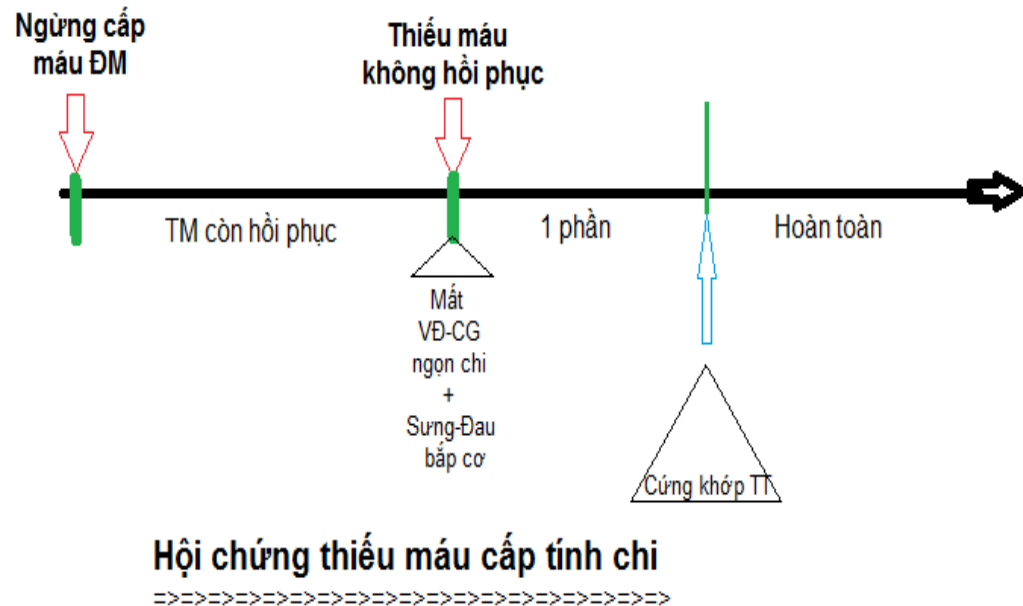 Ngừng cấp
máu ĐM
Thiếu máu
không hồi phục
TM còn hồi phục
1 phần
Hoàn toàn
Mất
VĐ-CG
ngọn chi
+
Sưng-Đau
bắp cơ
Cứng khớp TT
Hội chứng thiếu máu cấp tính chi
=>=>=>=>=>=>=>=>=>=>=>=>=>=>=>=>=>=>=>